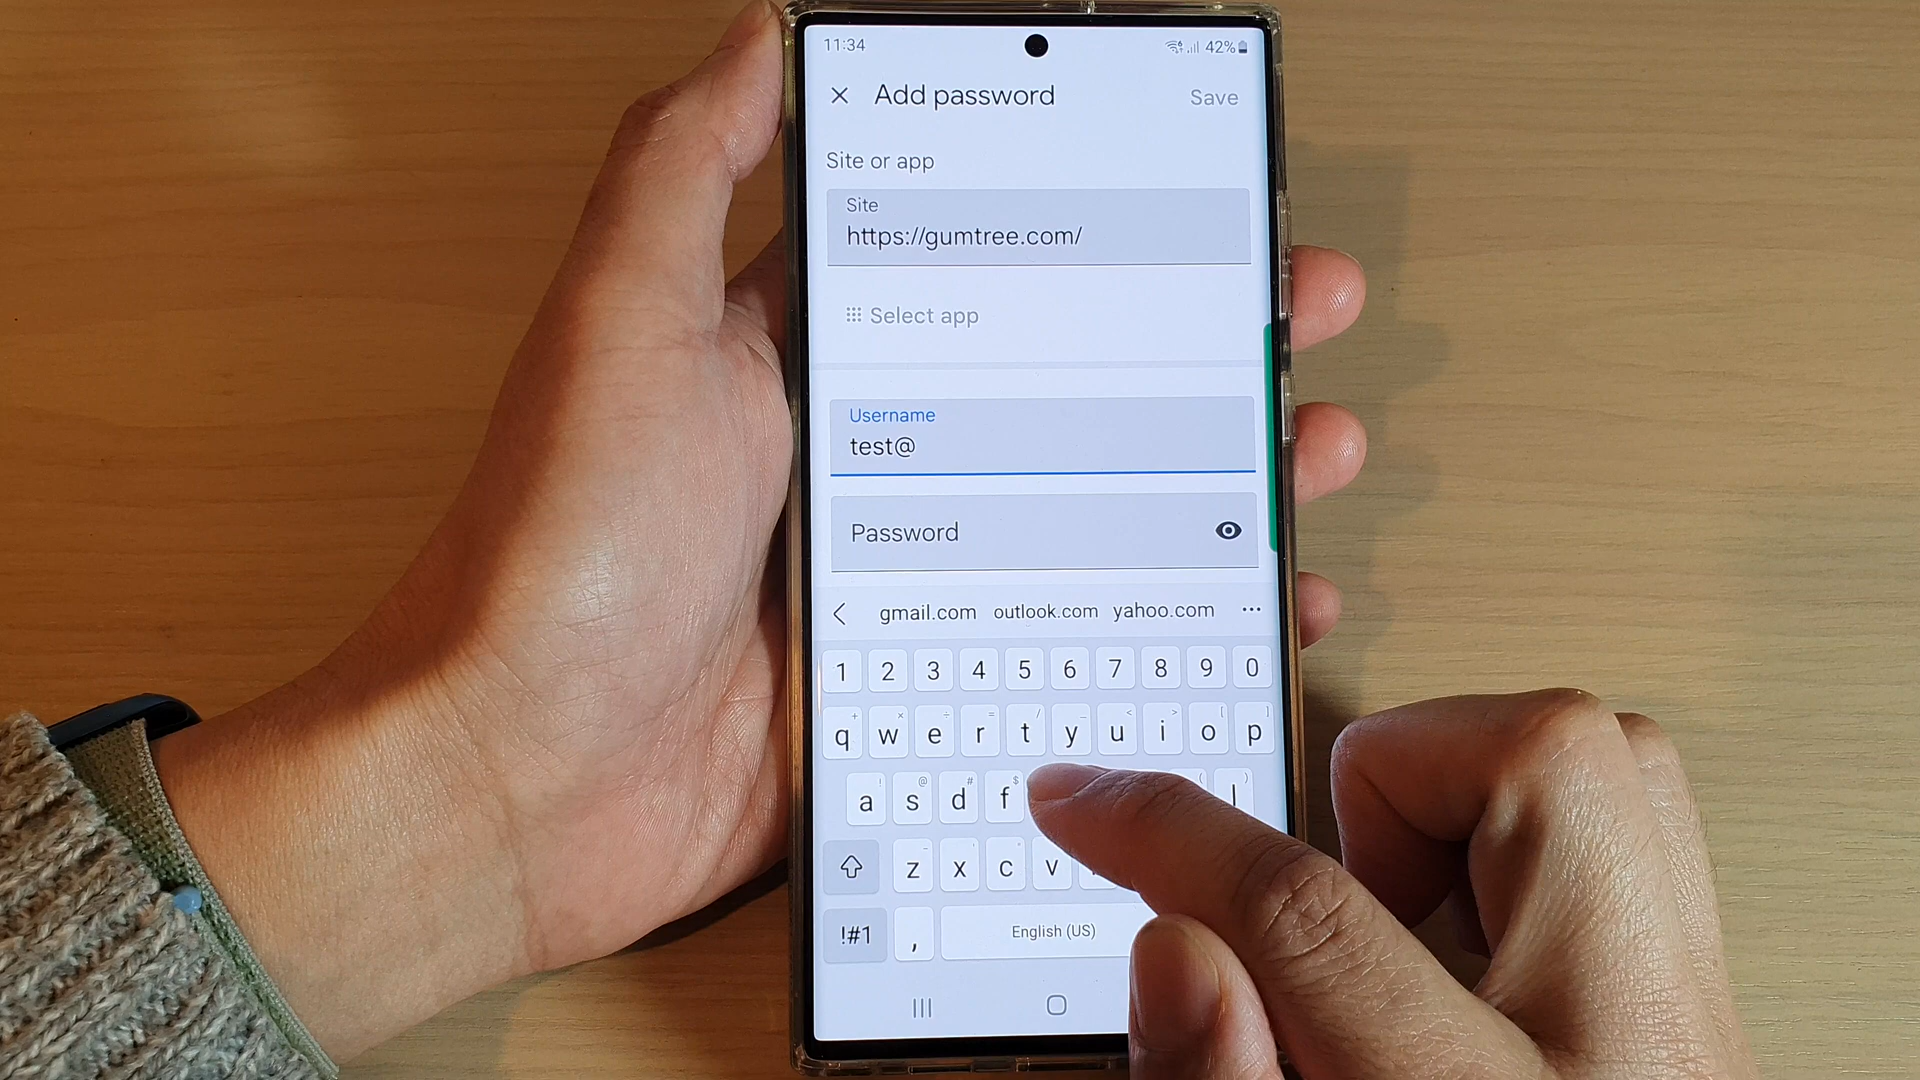 11:34 42%
Add password Save
Site or app
Site
https://gumtree.com/
Select app
Username
test@
Password
gmail.com outlook.com yahoo.com ...
1 2 3 4 5 6 7 8 9 0
q w e r t y u i o p
a s d f l
z x c v
!#1 , English (US)